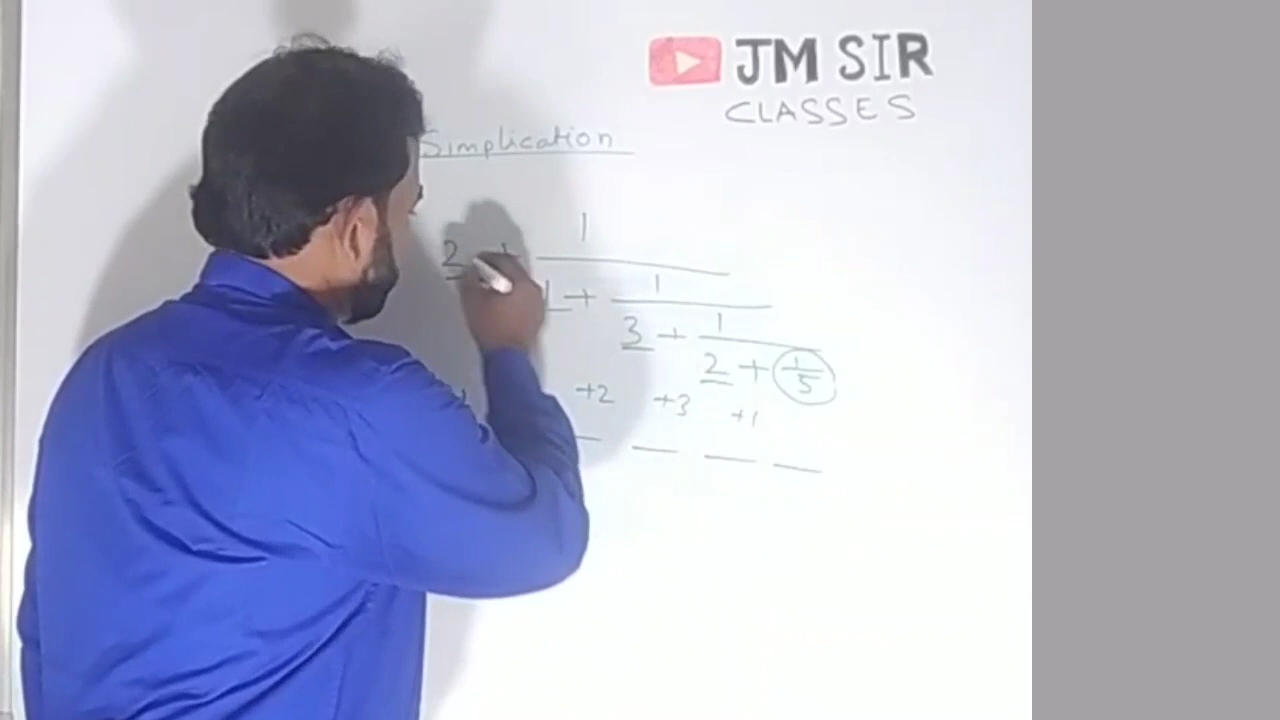 JM SIR
CLASSES
Simplication
1
2 +
1 + 1
3 + 1
2 + 1/5
+2 +3 +1